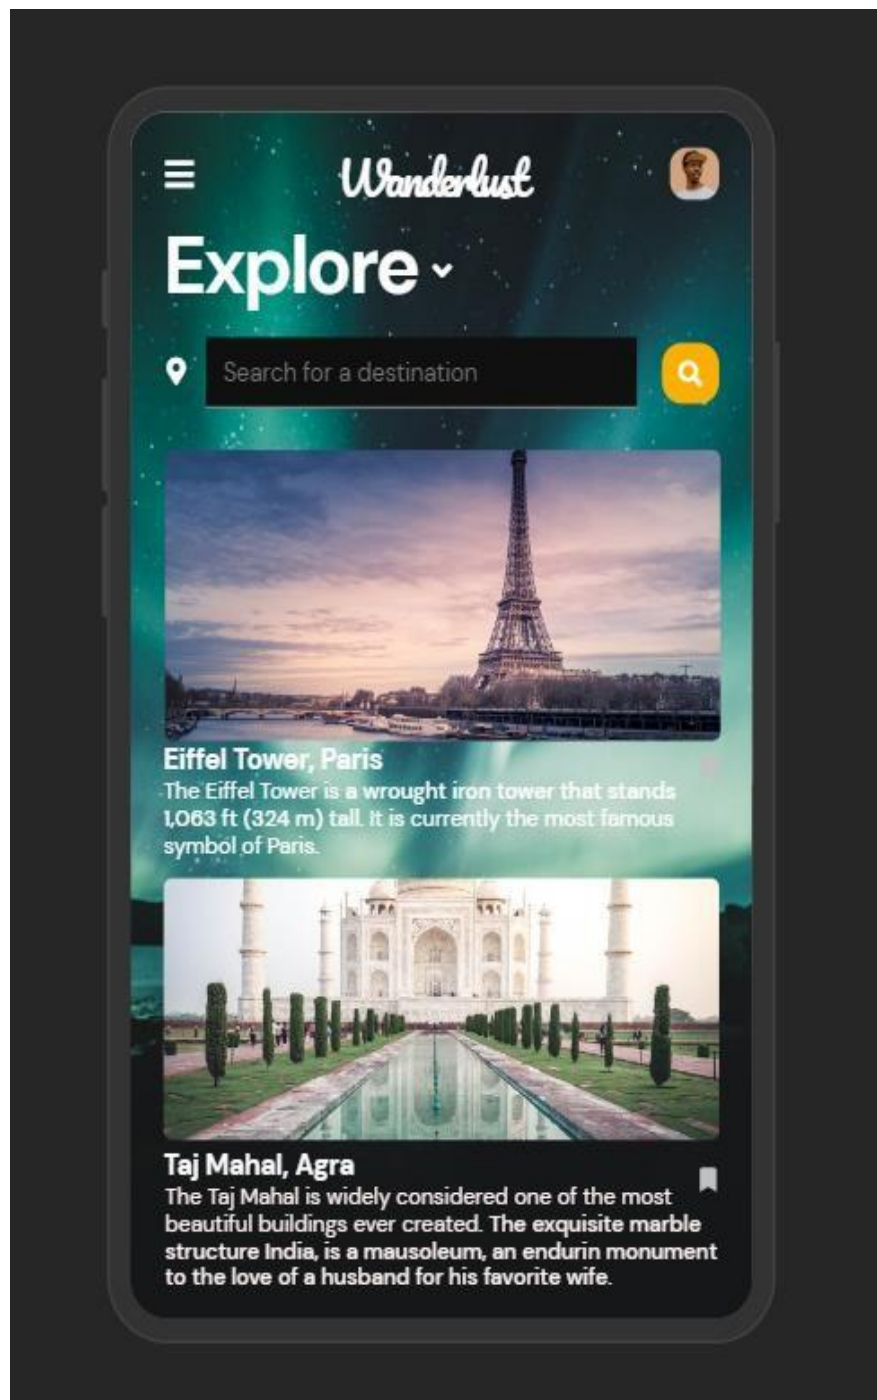 Wanderlust
Explore
Search for a destination
Eiffel Tower, Paris
The Eiffel Tower is a wrought iron tower that stands
1,063 ft (324 m) tall. It is currently the most famous
symbol of Paris.
Taj Mahal, Agra
The Taj Mahal is widely considered one of the most
beautiful buildings ever created. The exquisite marble
structure India, is a mausoleum, an endurin monument
to the love of a husband for his favorite wife.